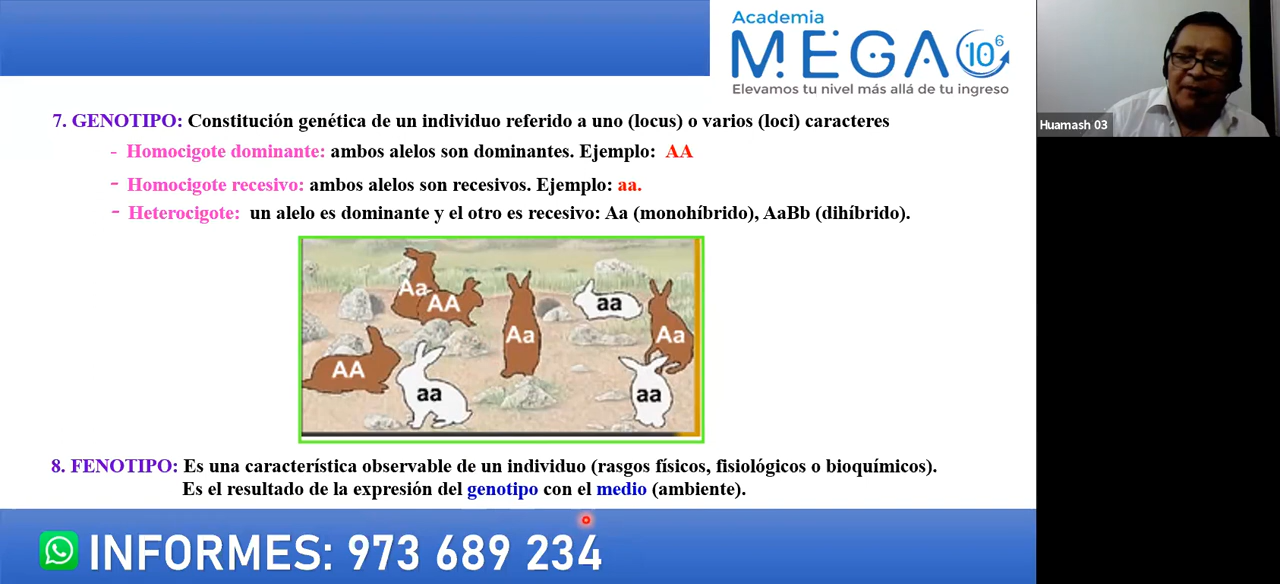 Academia
MEGA 10⁶
Elevamos tu nivel más allá de tu ingreso
Huamash 03
7. GENOTIPO: Constitución genética de un individuo referido a uno (locus) o varios (loci) caracteres
- Homocigote dominante: ambos alelos son dominantes. Ejemplo: AA
- Homocigote recesivo: ambos alelos son recesivos. Ejemplo: aa.
- Heterocigote: un alelo es dominante y el otro es recesivo: Aa (monohíbrido), AaBb (dihíbrido).
Aa
AA
aa
Aa
Aa
AA
aa
aa
8. FENOTIPO: Es una característica observable de un individuo (rasgos físicos, fisiológicos o bioquímicos).
Es el resultado de la expresión del genotipo con el medio (ambiente).
INFORMES: 973 689 234